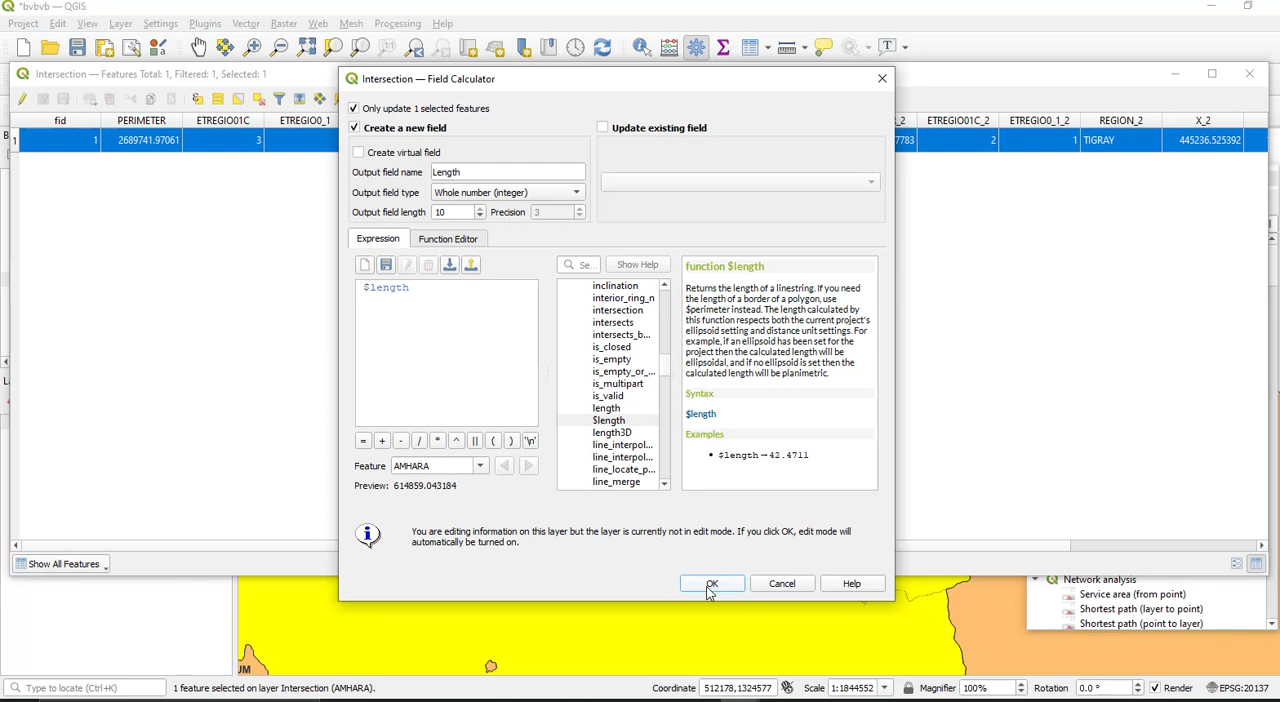 *bvbvb — QGIS
Project Edit View Layer Settings Plugins Vector Raster Web Mesh Processing Help
Intersection — Features Total: 1, Filtered: 1, Selected: 1
fid PERIMETER ETREGIO01C ETREGIO0_1 ETREGIO01C_2 ETREGIO0_1_2 REGION_2 X_2
1 1 2689741.97061 3 7783 2 1 TIGRAY 445236.525392
Intersection — Field Calculator
Only update 1 selected features
Create a new field
Update existing field
Create virtual field
Output field name Length
Output field type Whole number (integer)
Output field length 10 Precision 3
Expression Function Editor
Se... Show Help
$length
inclination
interior_ring_n
intersection
intersects
intersects_b...
is_closed
is_empty
is_empty_or_...
is_multipart
is_valid
length
$length
length3D
line_interpol...
line_interpol...
line_locate_p...
line_merge
function $length
Returns the length of a linestring. If you need
the length of a border of a polygon, use
$perimeter instead. The length calculated by
this function respects both the current project's
ellipsoid setting and distance unit settings. For
example, if an ellipsoid has been set for the
project then the calculated length will be
ellipsoidal, and if no ellipsoid is set then the
calculated length will be planimetric.
Syntax
$length
Examples
• $length→42.4711
= + - / * ^ || ( ) '\n'
Feature AMHARA
Preview: 614859.043184
You are editing information on this layer but the layer is currently not in edit mode. If you click OK, edit mode will
automatically be turned on.
OK Cancel Help
Show All Features
Network analysis
Service area (from point)
Shortest path (layer to point)
Shortest path (point to layer)
UM
Type to locate (Ctrl+K) 1 feature selected on layer Intersection (AMHARA). Coordinate 512178,1324577 Scale 1:1844552 Magnifier 100% Rotation 0.0 ° Render EPSG:20137